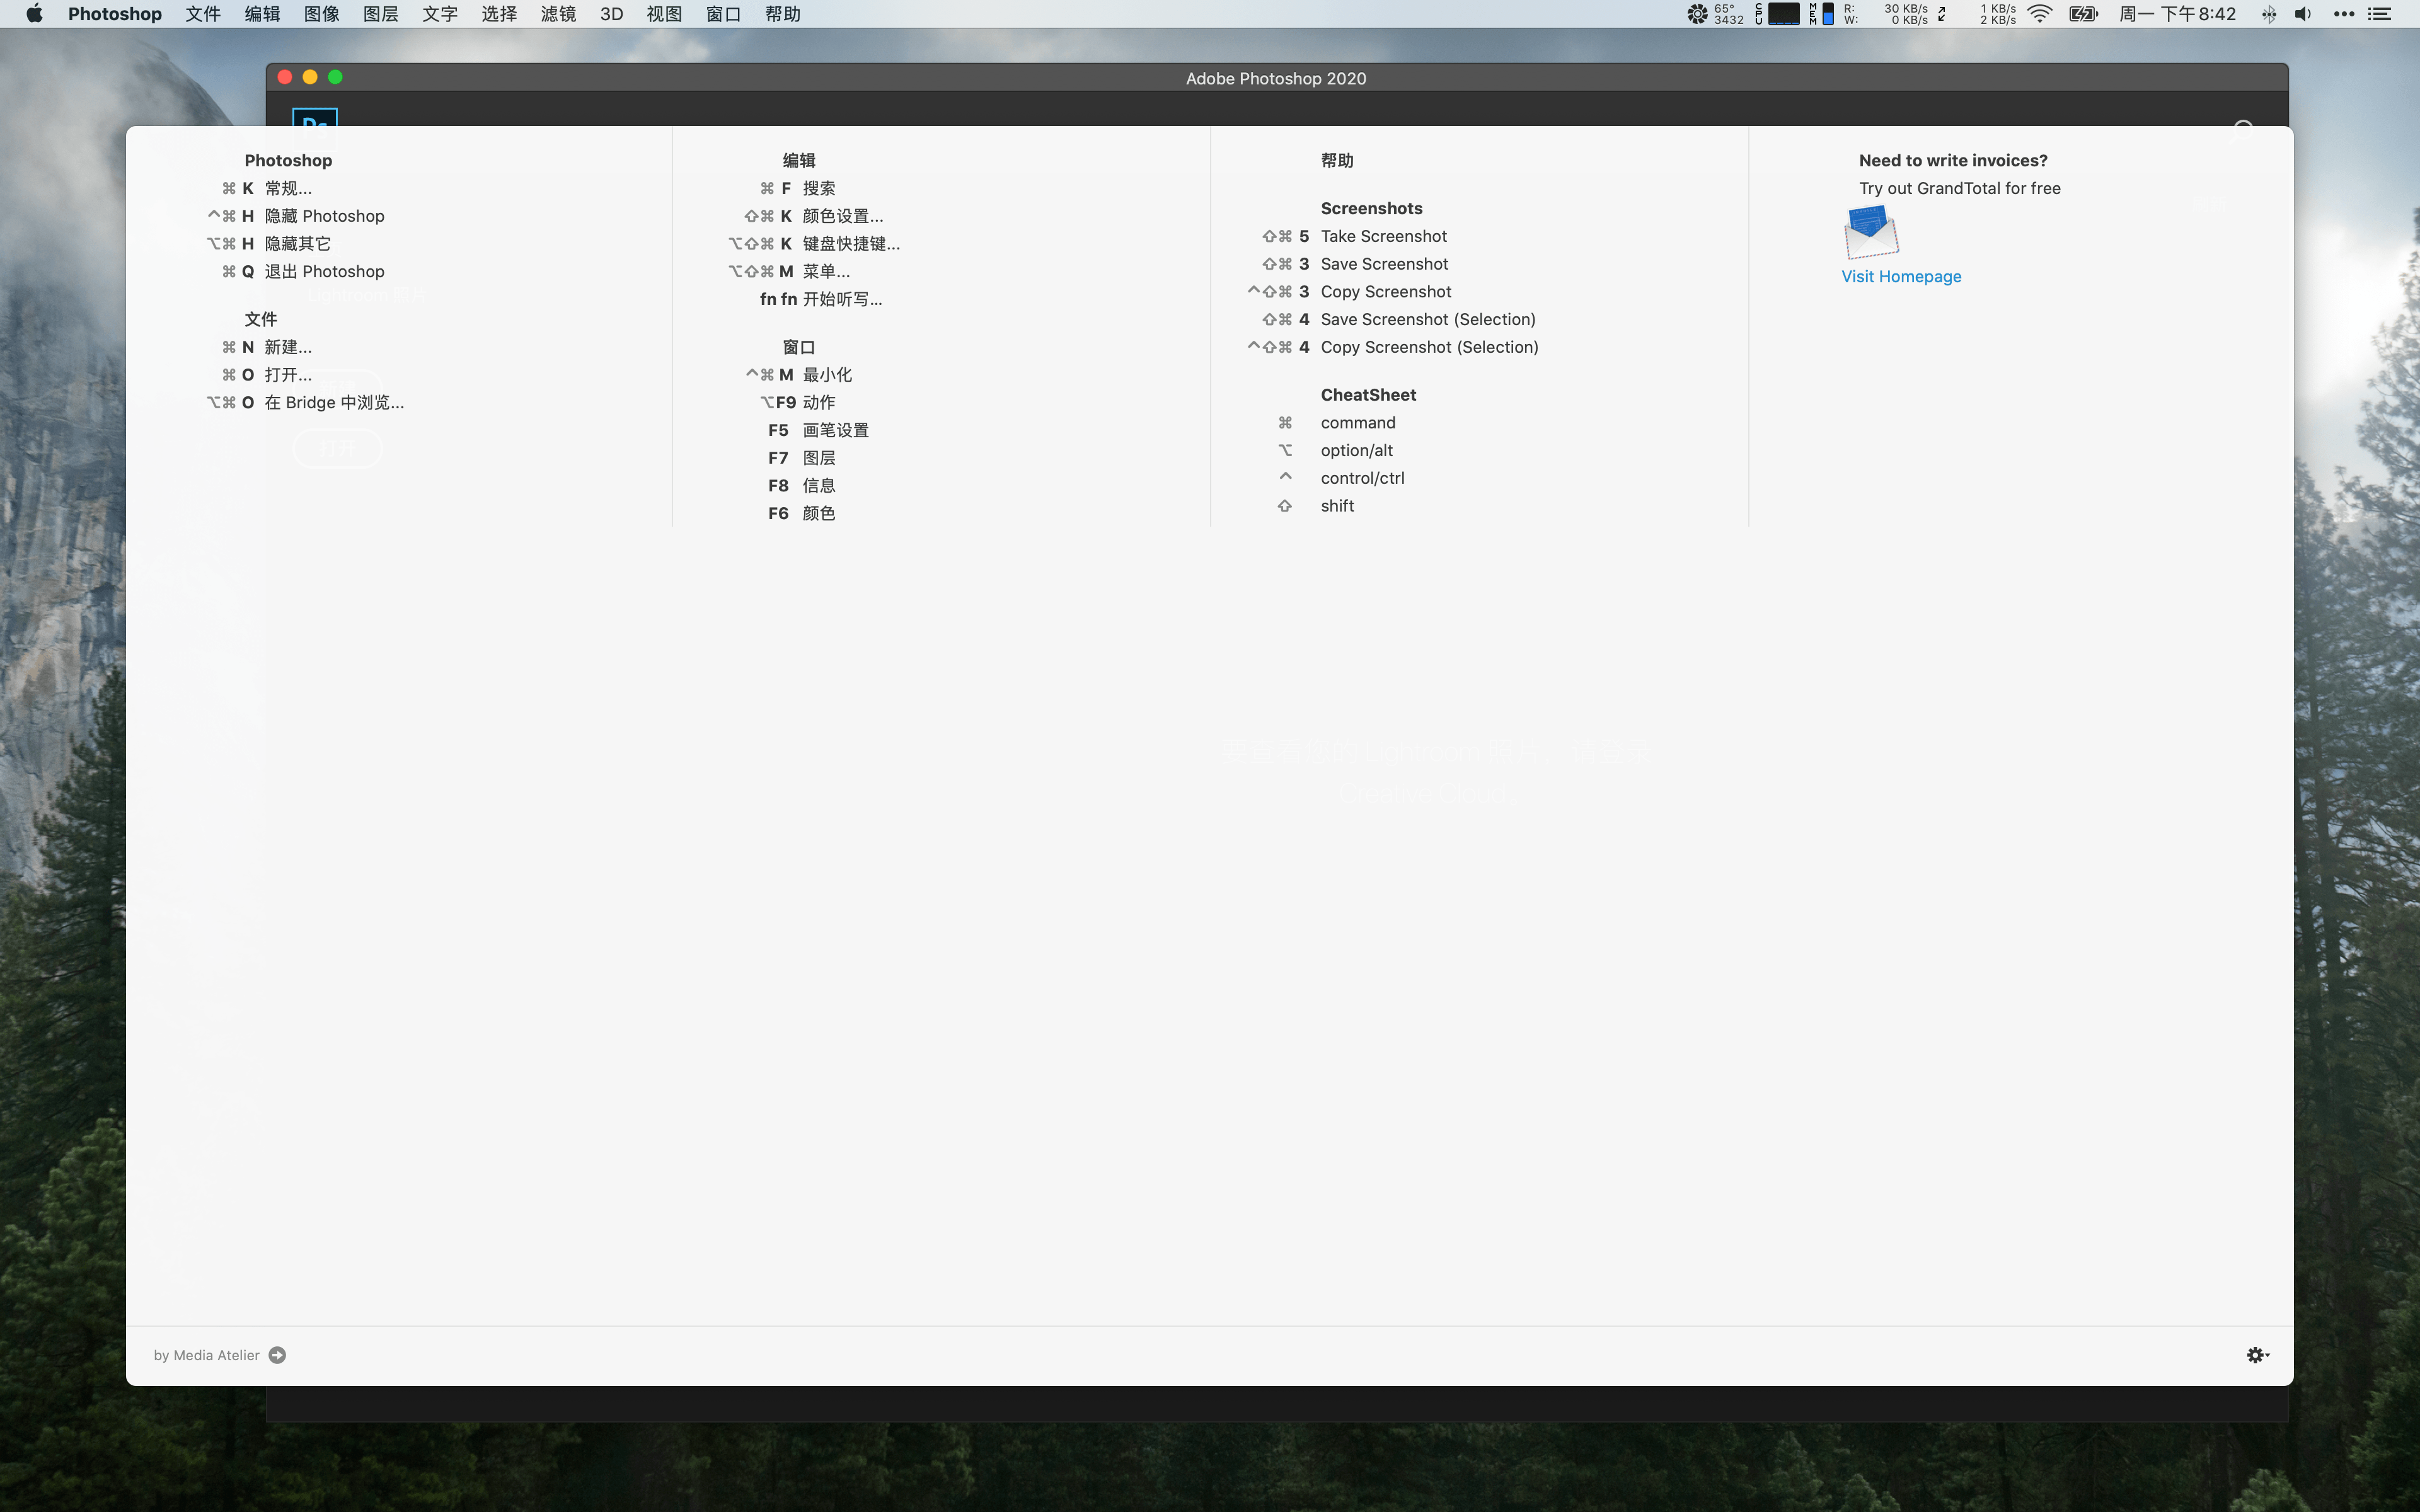 Photoshop 文件 编辑 图像 图层 文字 选择 滤镜 3D 视图 窗口 帮助 65° 3432 CPU MEM R: W: 30 KB/s 0 KB/s 1 KB/s 2 KB/s 周一 下午8:42
Adobe Photoshop 2020
Photoshop
⌘ K 常规...
^⌘ H 隐藏 Photoshop
⌥⌘ H 隐藏其它
⌘ Q 退出 Photoshop
文件
⌘ N 新建...
⌘ O 打开...
⌥⌘ O 在 Bridge 中浏览...
打开
编辑
⌘ F 搜索
⇧⌘ K 颜色设置...
⌥⇧⌘ K 键盘快捷键...
⌥⇧⌘ M 菜单...
fn fn 开始听写...
窗口
^⌘ M 最小化
⌥F9 动作
F5 画笔设置
F7 图层
F8 信息
F6 颜色
帮助
Screenshots
⇧⌘ 5 Take Screenshot
⇧⌘ 3 Save Screenshot
^⇧⌘ 3 Copy Screenshot
⇧⌘ 4 Save Screenshot (Selection)
^⇧⌘ 4 Copy Screenshot (Selection)
CheatSheet
⌘ command
⌥ option/alt
^ control/ctrl
⇧ shift
Need to write invoices?
Try out GrandTotal for free
Visit Homepage
Creative Cloud
by Media Atelier